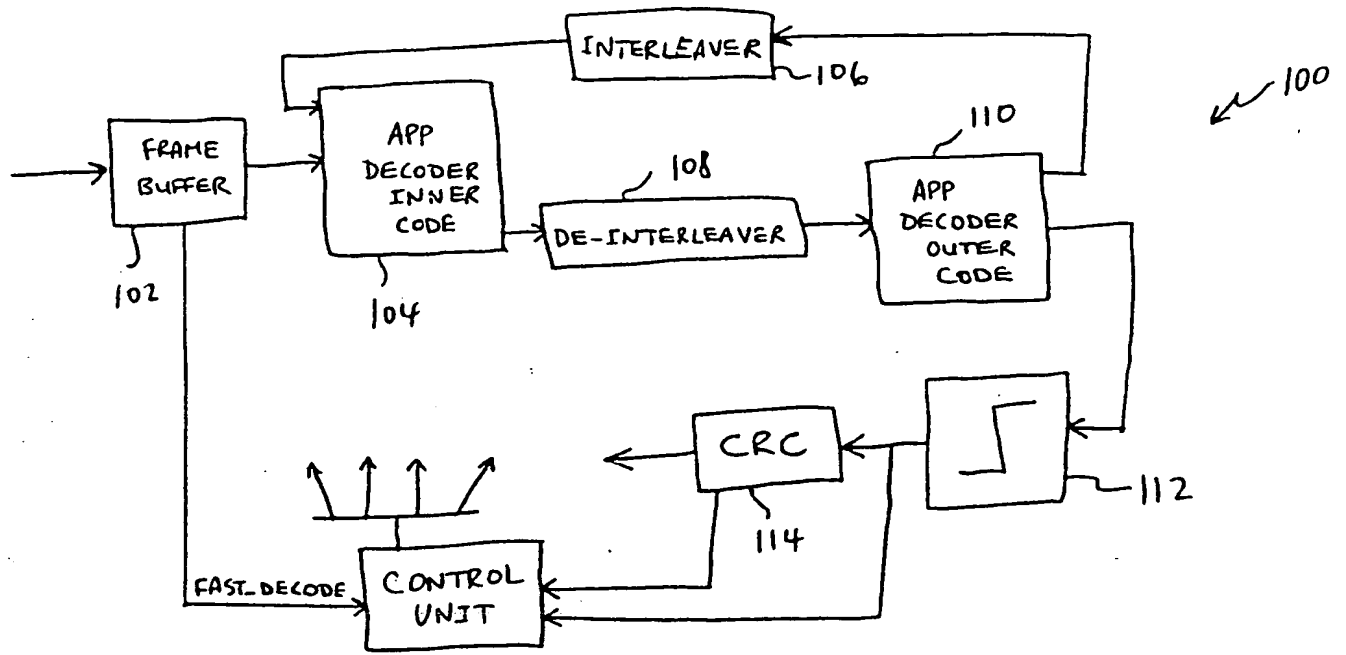 INTERLEAVER
106
100
FRAME
BUFFER
102
APP
DECODER
INNER
CODE
104
108
DE-INTERLEAVER
110
APP
DECODER
OUTER
CODE
112
CRC
114
FAST_DECODE
CONTROL
UNIT